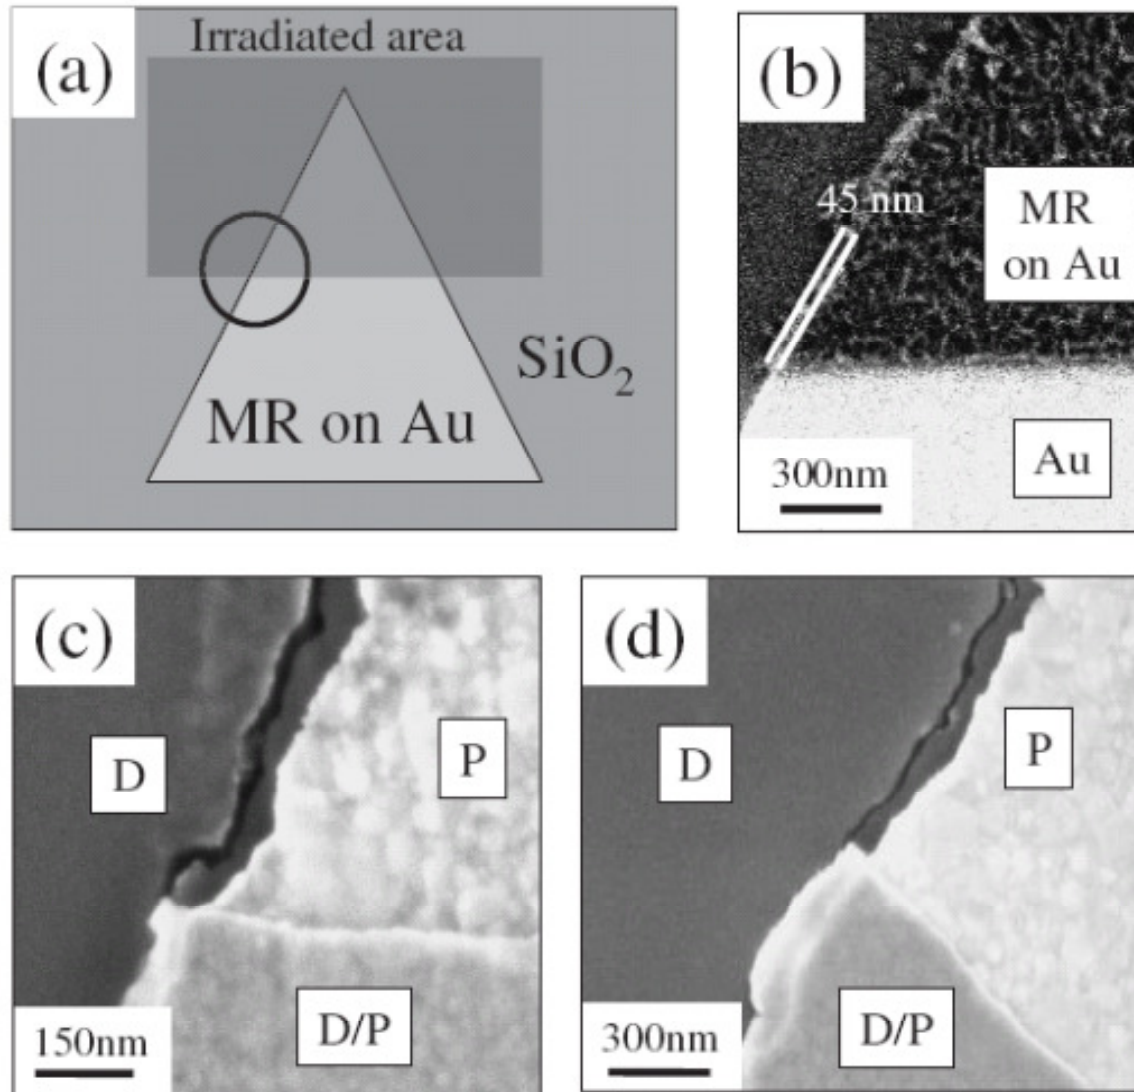 (a)
Irradiated area
SiO₂
MR on Au
(b)
45 nm
MR
on Au
Au
300nm
(c)
D
P
D/P
150nm
(d)
D
P
D/P
300nm